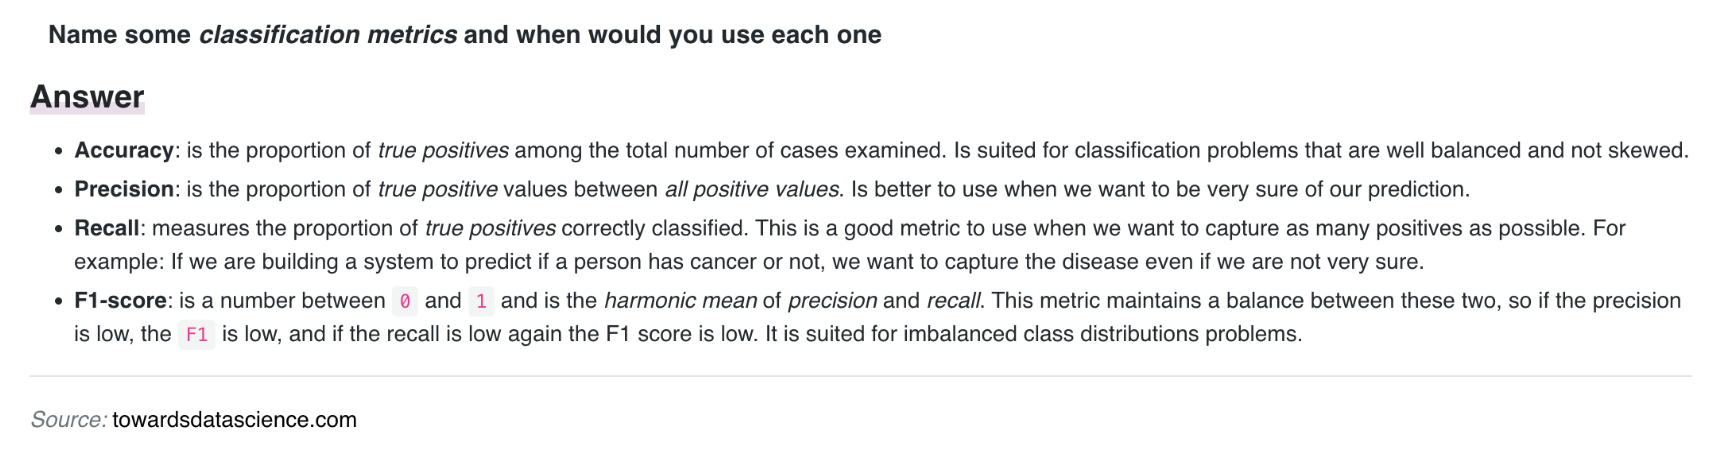 Name some classification metrics and when would you use each one
Answer
• Accuracy: is the proportion of true positives among the total number of cases examined. Is suited for classification problems that are well balanced and not skewed.
• Precision: is the proportion of true positive values between all positive values. Is better to use when we want to be very sure of our prediction.
• Recall: measures the proportion of true positives correctly classified. This is a good metric to use when we want to capture as many positives as possible. For
example: If we are building a system to predict if a person has cancer or not, we want to capture the disease even if we are not very sure.
• F1-score: is a number between 0 and 1 and is the harmonic mean of precision and recall. This metric maintains a balance between these two, so if the precision
is low, the F1 is low, and if the recall is low again the F1 score is low. It is suited for imbalanced class distributions problems.
Source: towardsdatascience.com